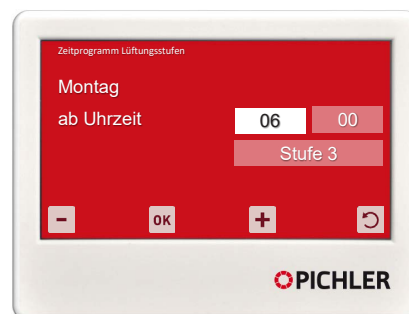 Zeitprogramm Lüftungsstufen
Montag
ab Uhrzeit 06 00
Stufe 3
- OK +
PICHLER